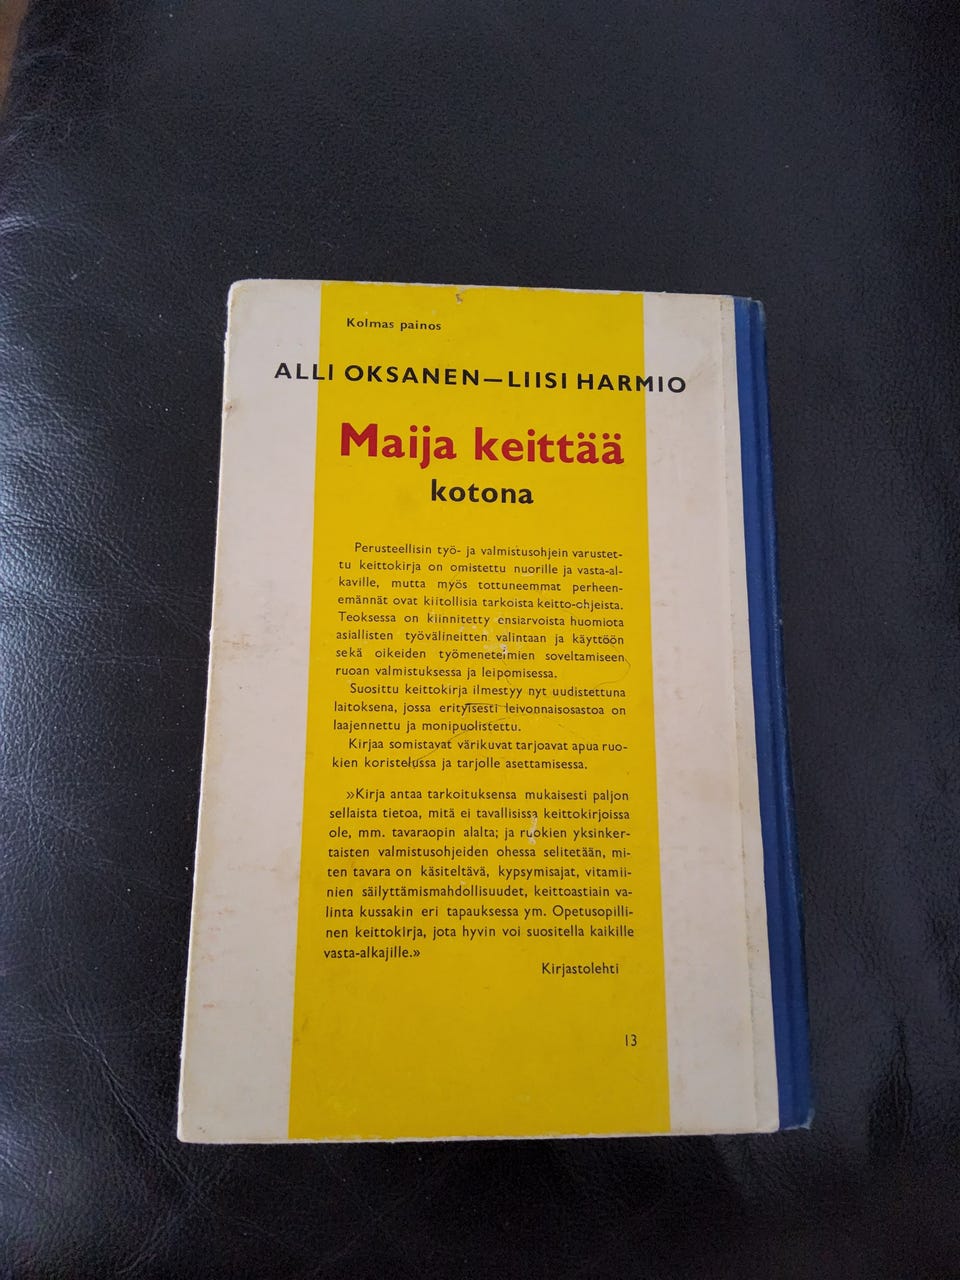 Kolmas painos
ALLI OKSANEN—LIISI HARMIO
Maija keittää
kotona
Perusteellisin työ- ja valmistusohjein varustet-
tu keittokirja on omistettu nuorille ja vasta-al-
kaville, mutta myös tottuneemmat perheen-
emännät ovat kiitollisia tarkoista keitto-ohjeista.
Teoksessa on kiinnitetty ensiarvoista huomiota
asiallisten työvälineitten valintaan ja käyttöön
sekä oikeiden työmenetelmien soveltamiseen
ruoan valmistuksessa ja leipomisessa.
Suosittu keittokirja ilmestyy nyt uudistettuna
laitoksena, jossa erityisesti leivonnaisosastoa on
laajennettu ja monipuolistettu.
Kirjaa somistavat värikuvat tarjoavat apua ruo-
kien koristelussa ja tarjolle asettamisessa.
»Kirja antaa tarkoituksensa mukaisesti paljon
sellaista tietoa, mitä ei tavallisissa keittokirjoissa
ole, mm. tavaraopin alalta; ja ruokien yksinker-
taisten valmistusohjeiden ohessa selitetään, mi-
ten tavara on käsiteltävä, kypsymisajat, vitamii-
nien säilyttämismahdollisuudet, keittoastiain va-
linta kussakin eri tapauksessa ym. Opetusopilli-
nen keittokirja, jota hyvin voi suositella kaikille
vasta-alkajille.»
Kirjastolehti
13